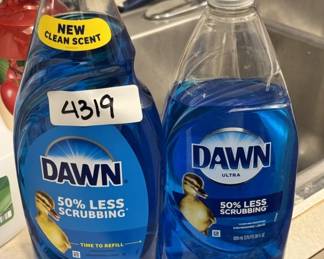 NEW
CLEAN SCENT
4319
DAWN
50% LESS
SCRUBBING
TIME TO REFILL
DAWN
ULTRA
50% LESS
SCRUBBING